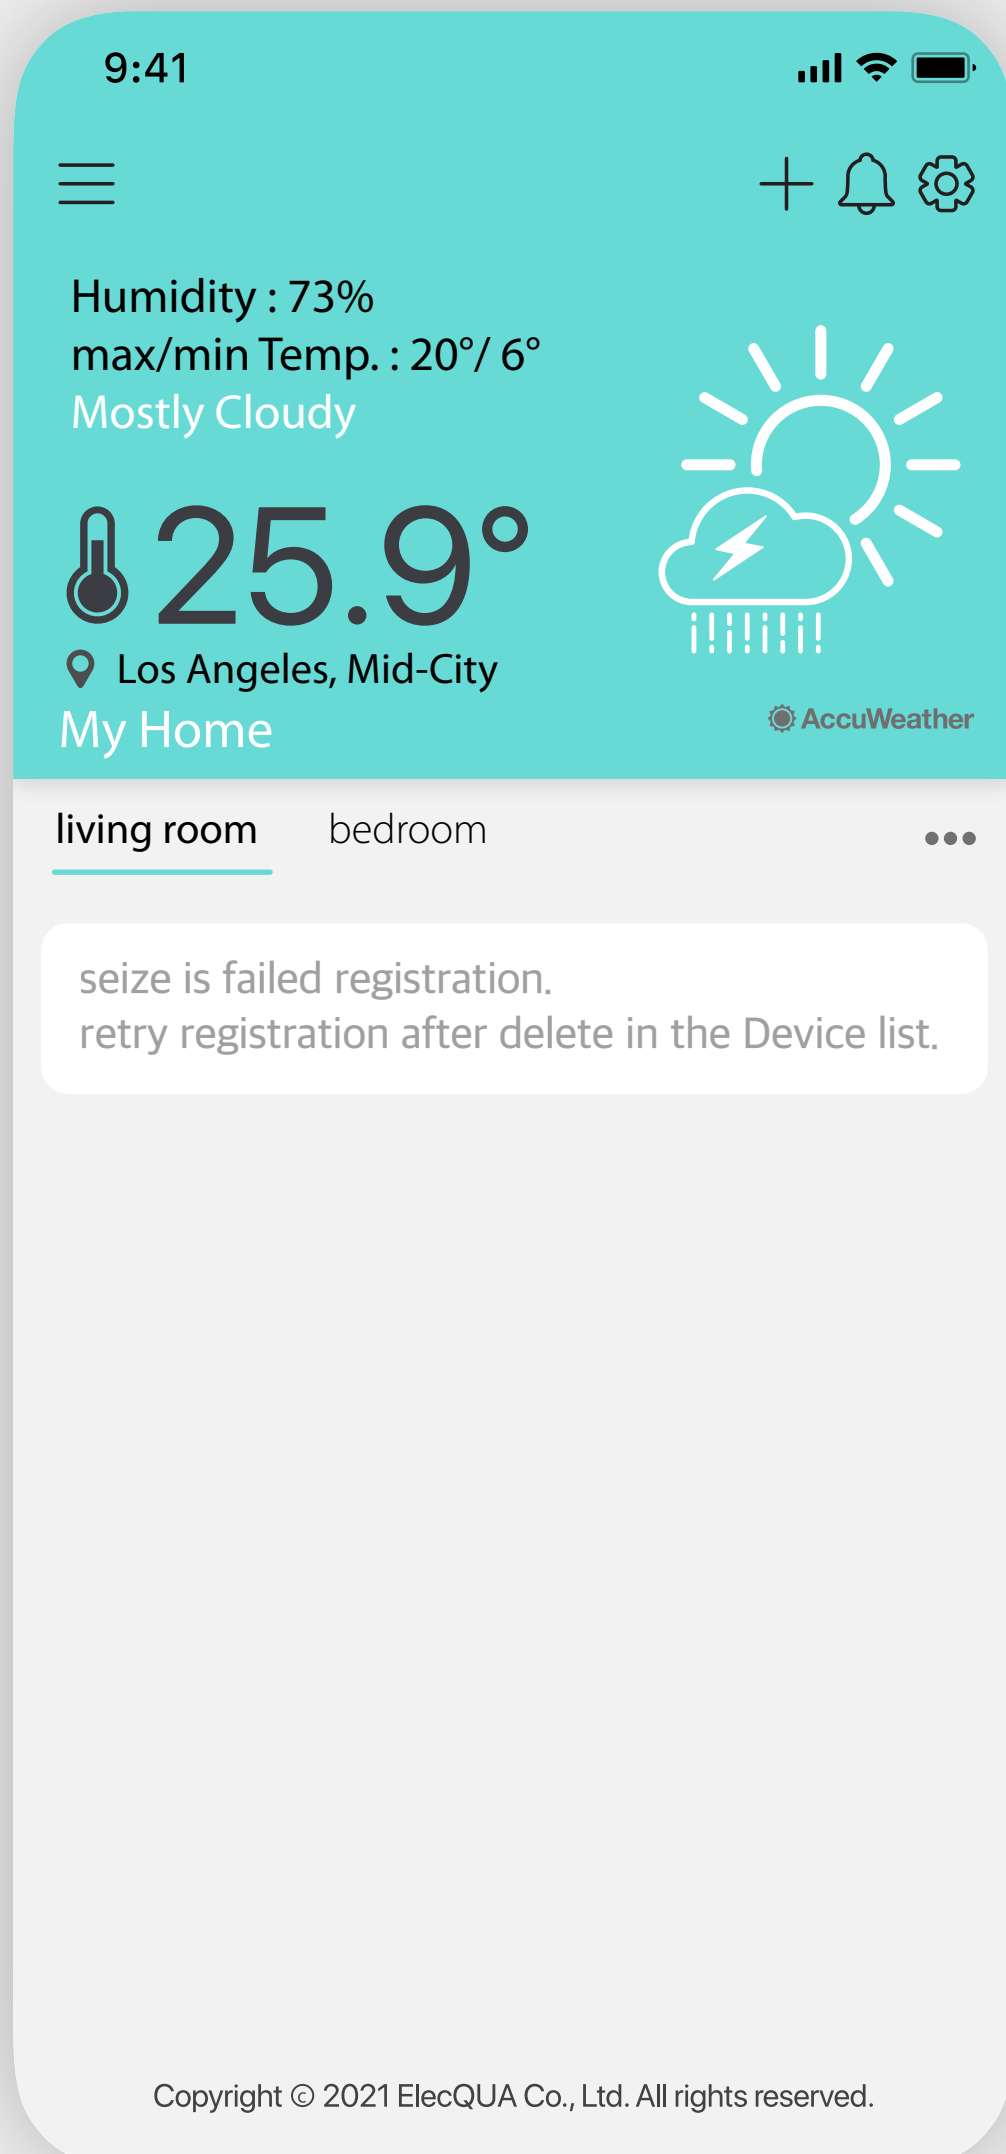 9:41
Humidity : 73%
max/min Temp. : 20°/ 6°
Mostly Cloudy
25.9°
Los Angeles, Mid-City
My Home
AccuWeather
living room bedroom
seize is failed registration.
retry registration after delete in the Device list.
Copyright © 2021 ElecQUA Co., Ltd. All rights reserved.